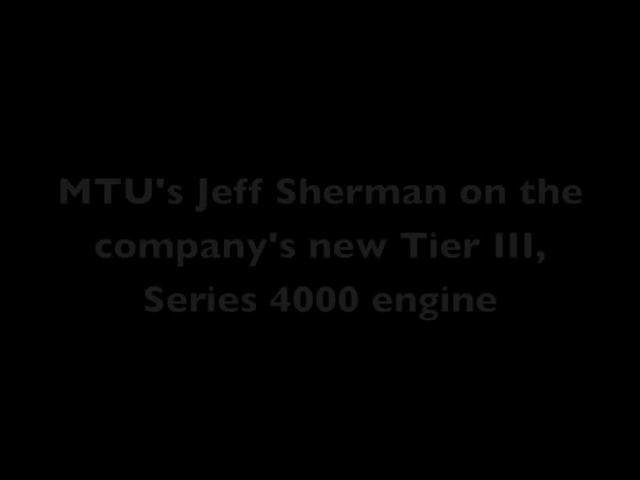 MTU's Jeff Sherman on the
company's new Tier III,
Series 4000 engine